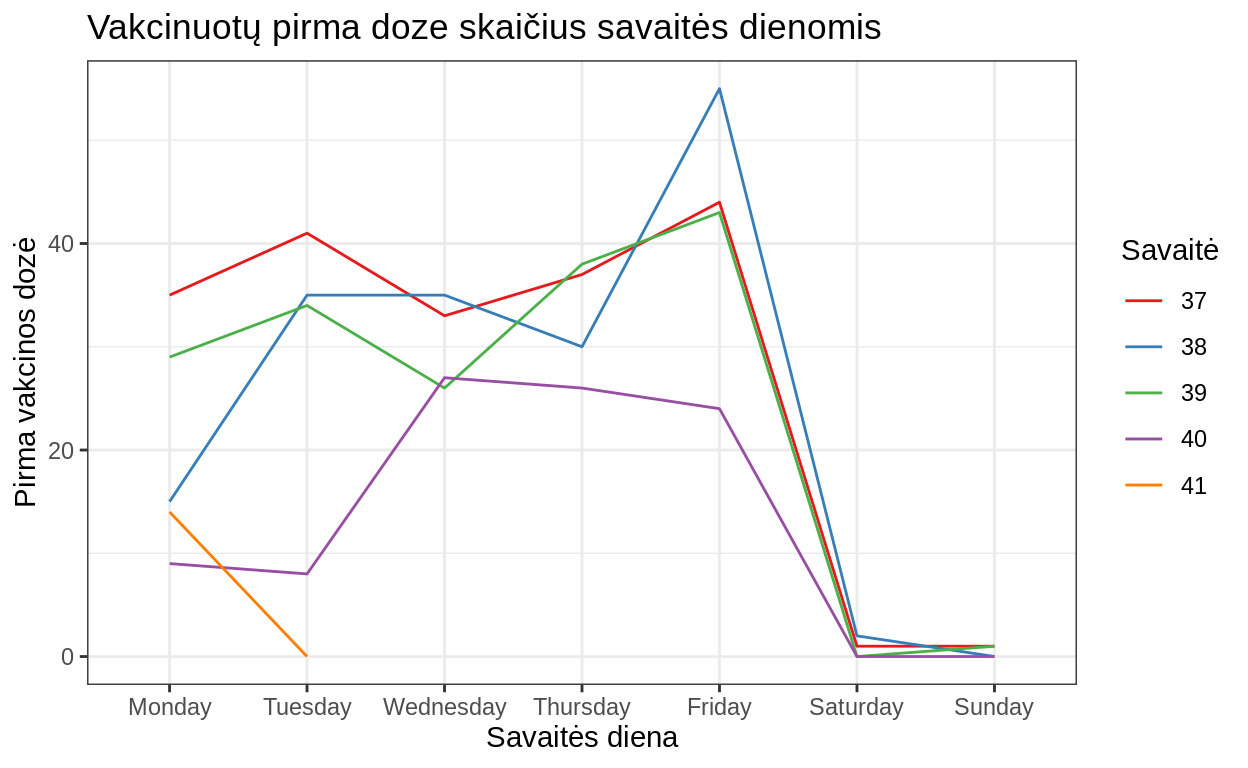 Vakcinuotų pirma doze skaičius savaitės dienomis
Pirma vakcinos dozė
40
20
0
Monday Tuesday Wednesday Thursday Friday Saturday Sunday
Savaitės diena
Savaitė
37
38
39
40
41